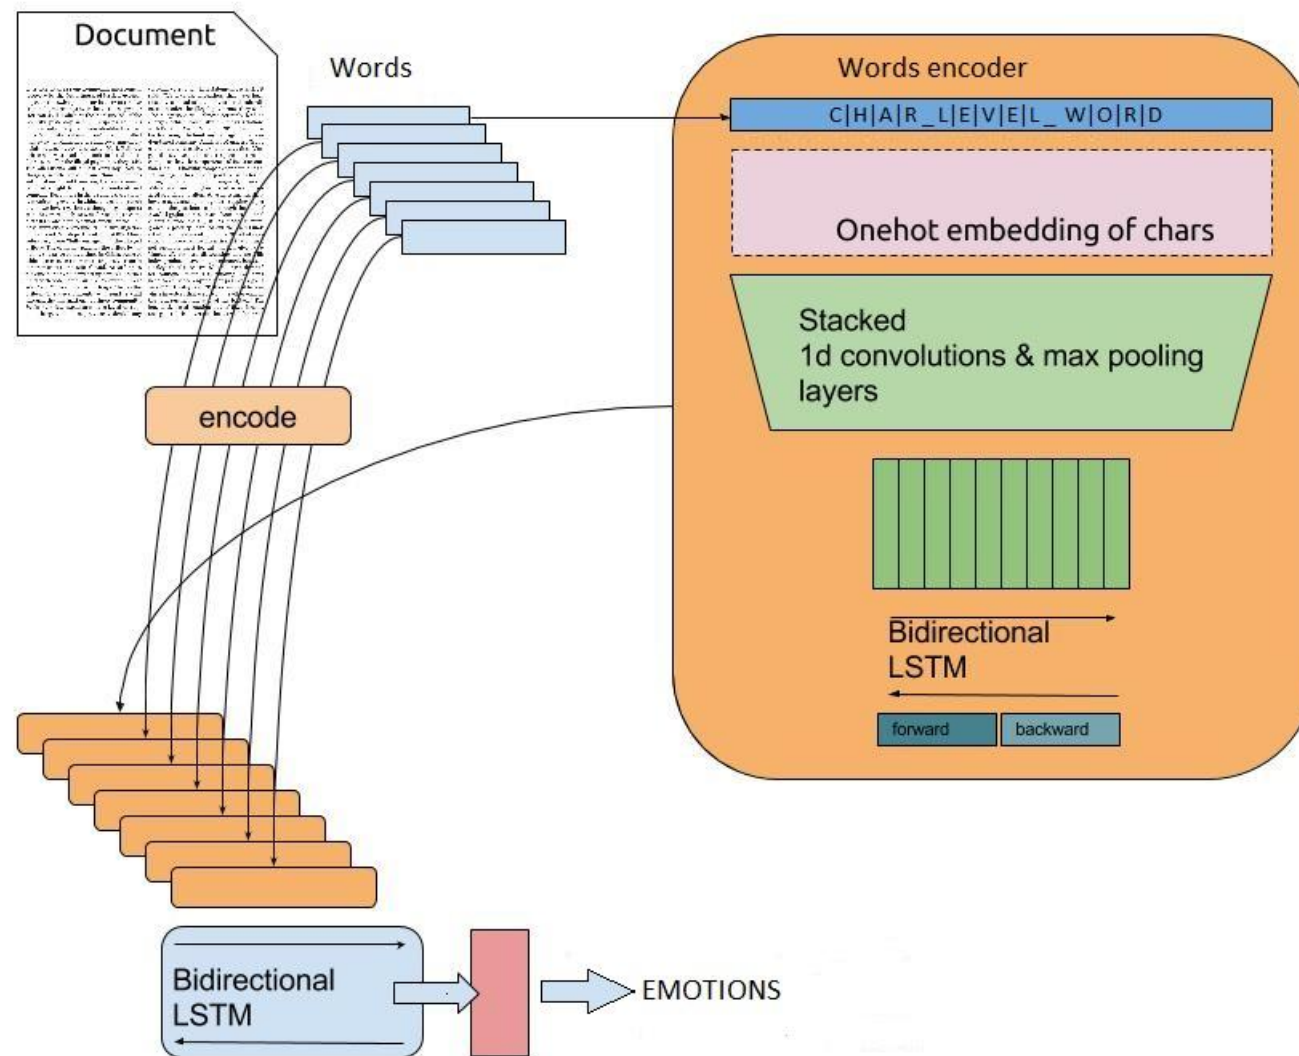 Document
Words
Words encoder
C|H|A|R_L|E|V|E|L_W|O|R|D
Onehot embedding of chars
Stacked
1d convolutions & max pooling
layers
encode
Bidirectional
LSTM
forward
backward
Bidirectional
LSTM
EMOTIONS